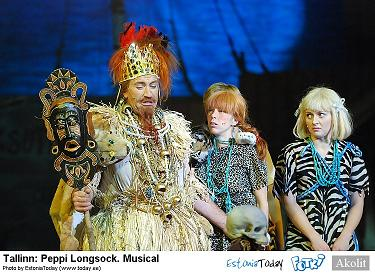 Tallinn: Peppi Longsock. Musical
Photo by EstoniaToday (www.today.ee)
EstoniaToday
Akolit